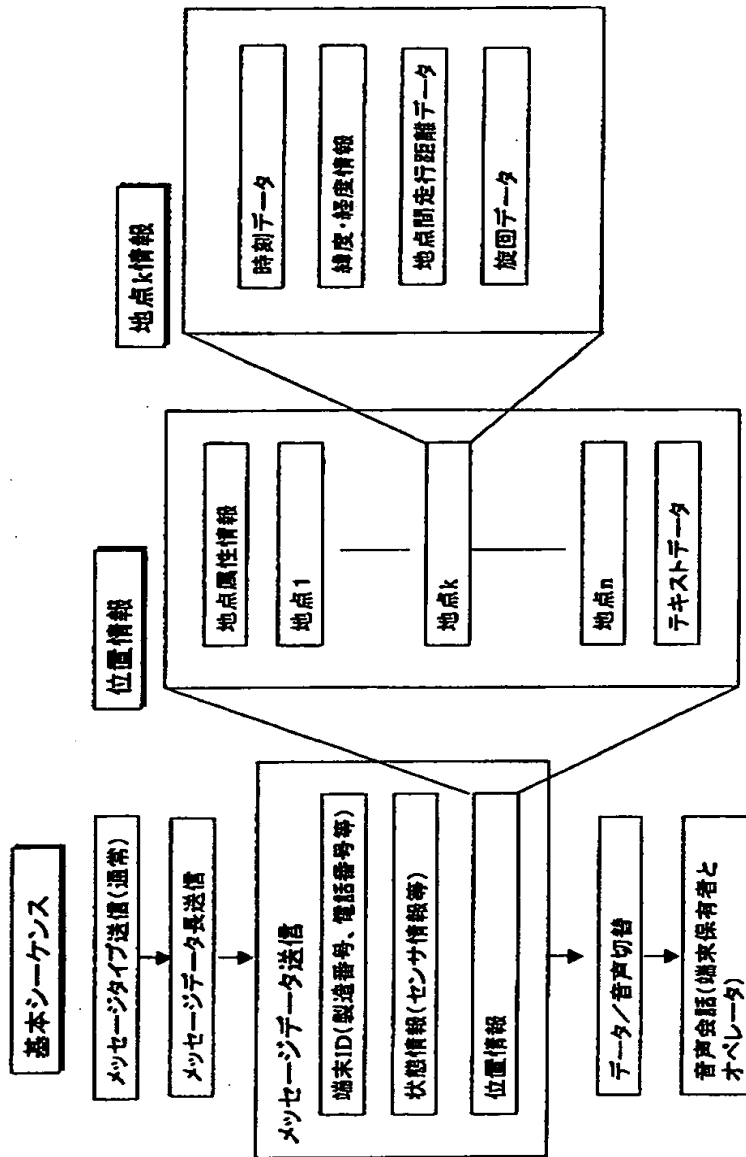 基本シーケンス
メッセージタイプ送信(通常)
メッセージデータ長送信
メッセージデータ送信
端末ID(製造番号、電話番号等)
状態情報(センサ情報等)
位置情報
データ/音声切替
音声会話(端末保有者と
オペレータ)
位置情報
地点属性情報
地点1
地点k
地点n
テキストデータ
地点k情報
時刻データ
緯度・経度情報
地点間走行距離データ
旋回データ